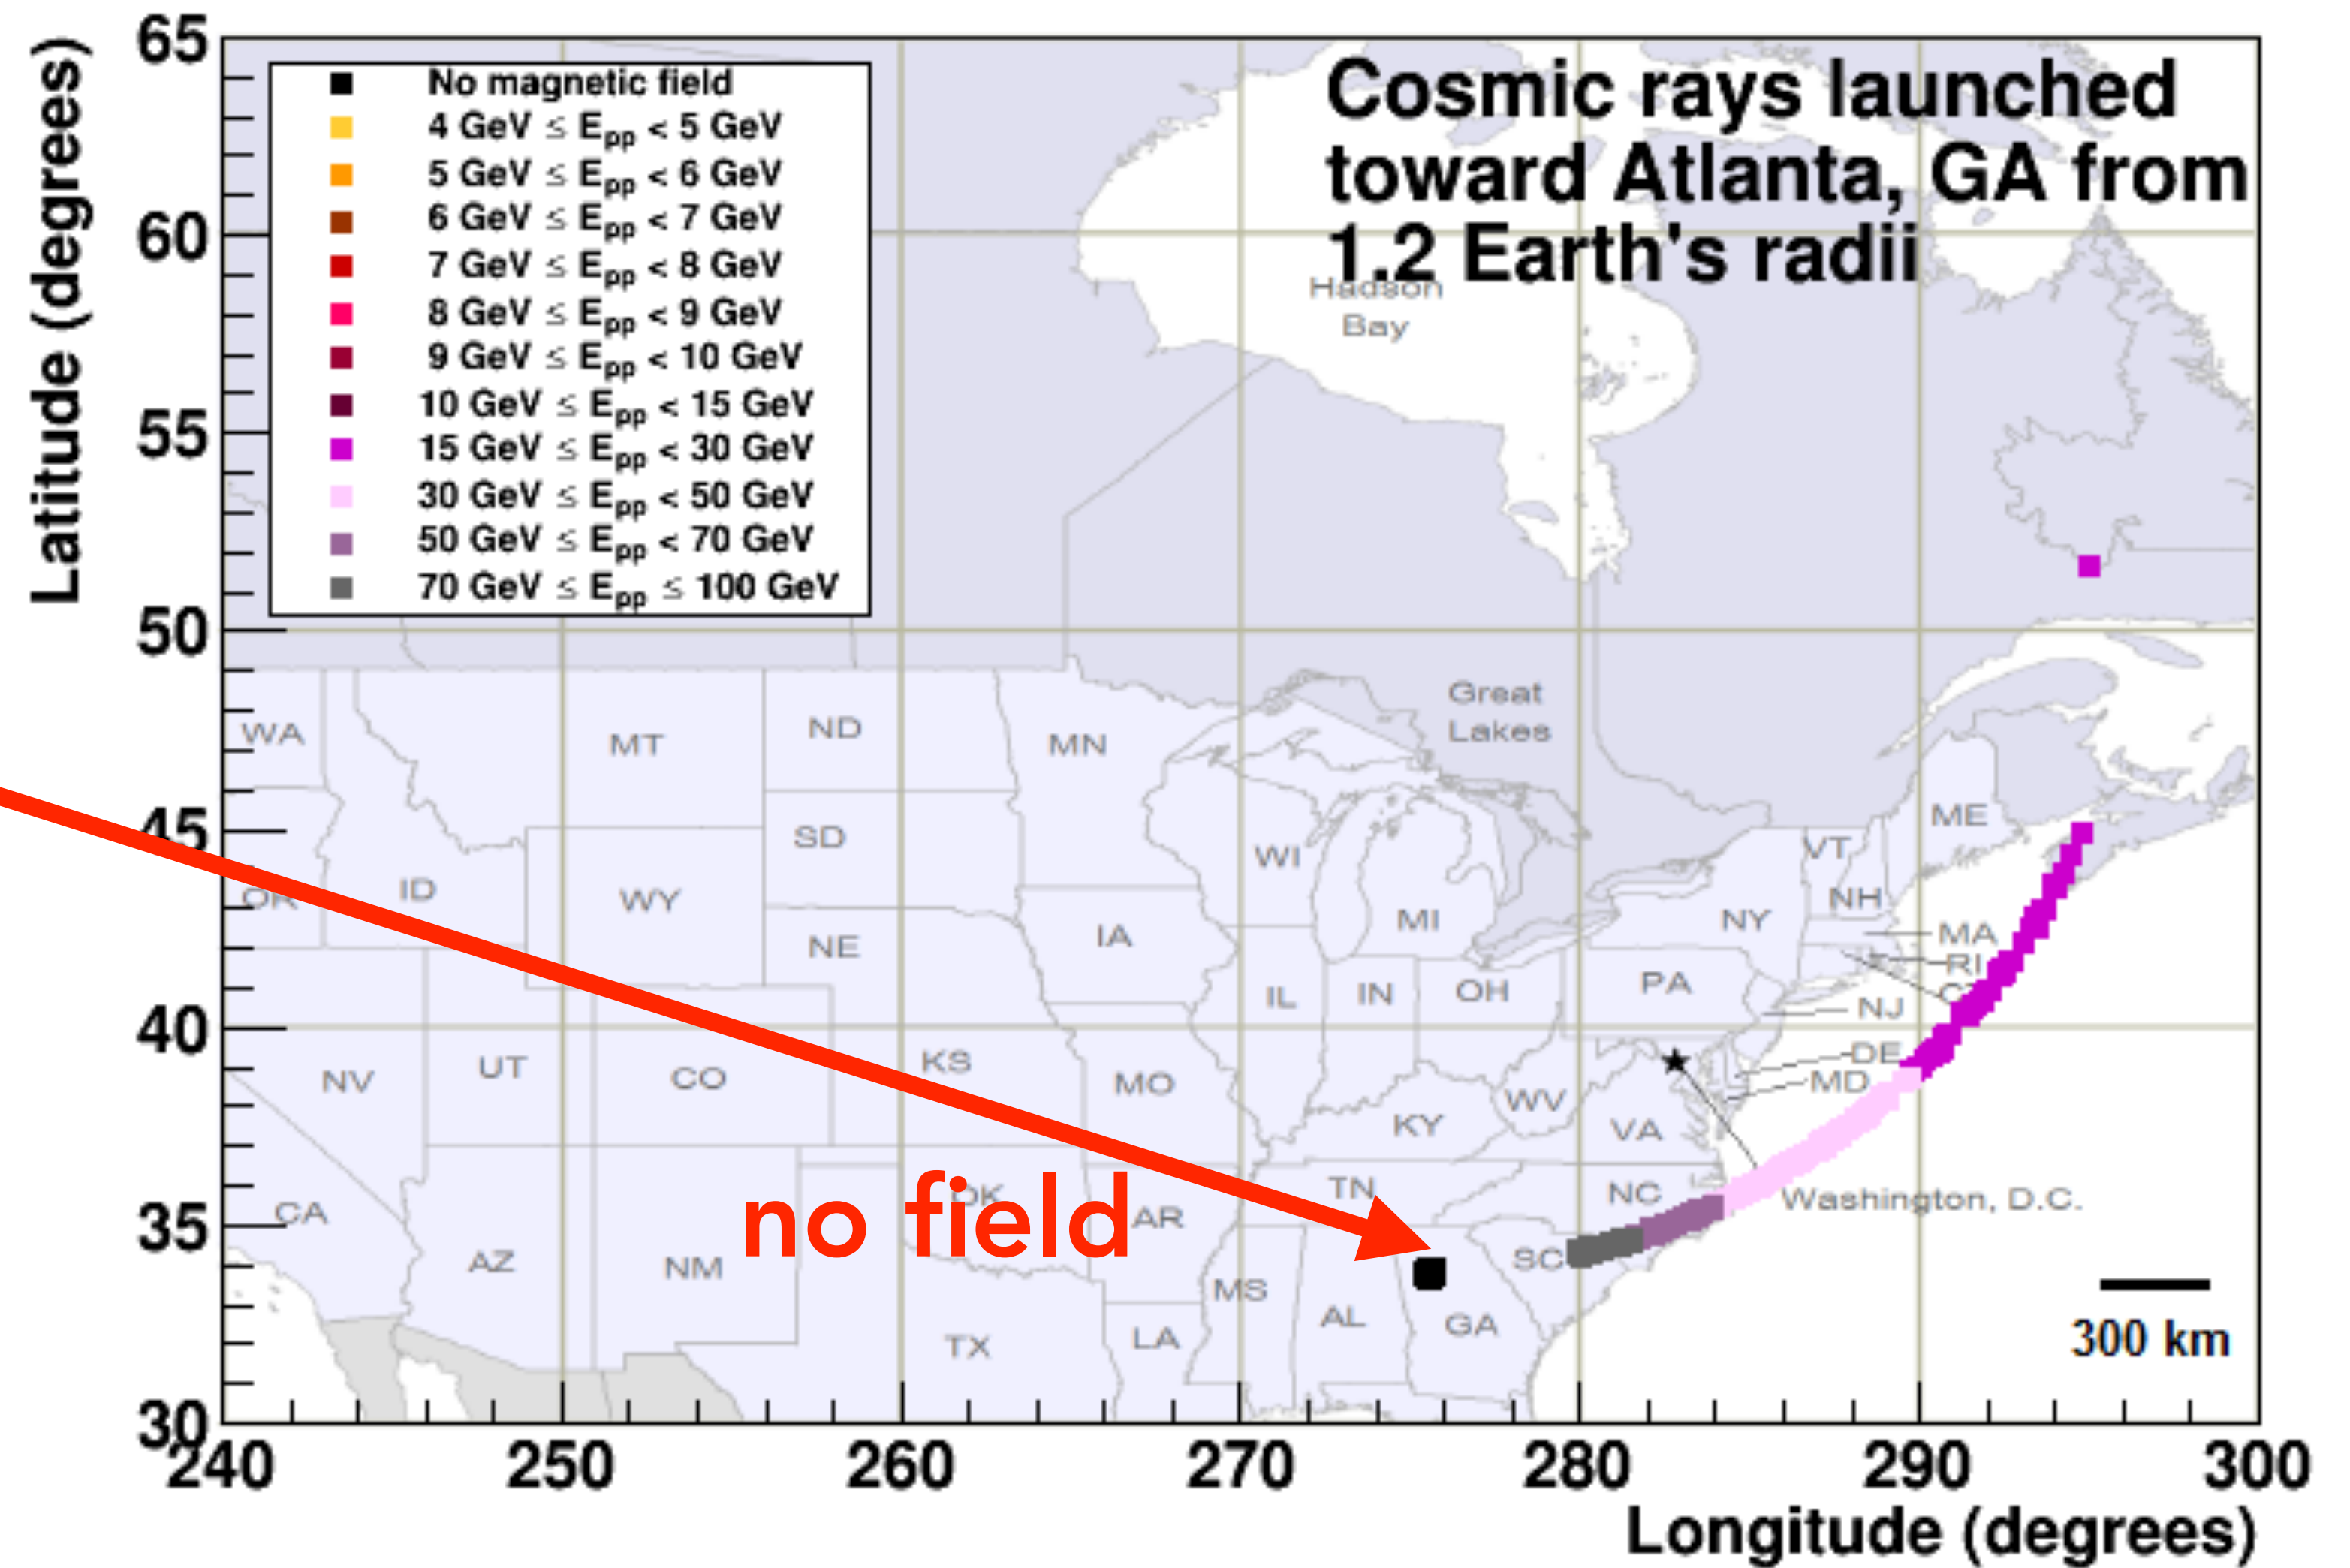 Latitude (degrees)
65
60
55
50
45
40
35
30
No magnetic field
4 GeV ≤ Epp < 5 GeV
5 GeV ≤ Epp < 6 GeV
6 GeV ≤ Epp < 7 GeV
7 GeV ≤ Epp < 8 GeV
8 GeV ≤ Epp < 9 GeV
9 GeV ≤ Epp < 10 GeV
10 GeV ≤ Epp < 15 GeV
15 GeV ≤ Epp < 30 GeV
30 GeV ≤ Epp < 50 GeV
50 GeV ≤ Epp < 70 GeV
70 GeV ≤ Epp ≤ 100 GeV
Cosmic rays launched
toward Atlanta, GA from
1.2 Earth's radii
Hudson
Bay
Great
Lakes
WA
MT
ND
MN
OR
ID
WY
SD
WI
MI
NY
VT
NH
ME
MA
RI
NE
IA
IL
IN
OH
PA
NJ
DE
MD
NV
UT
CO
KS
MO
KY
WV
VA
CA
AZ
NM
OK
AR
TN
NC
Washington, D.C.
no field
SC
MS
AL
GA
TX
LA
300 km
240
250
260
270
280
290
300
Longitude (degrees)